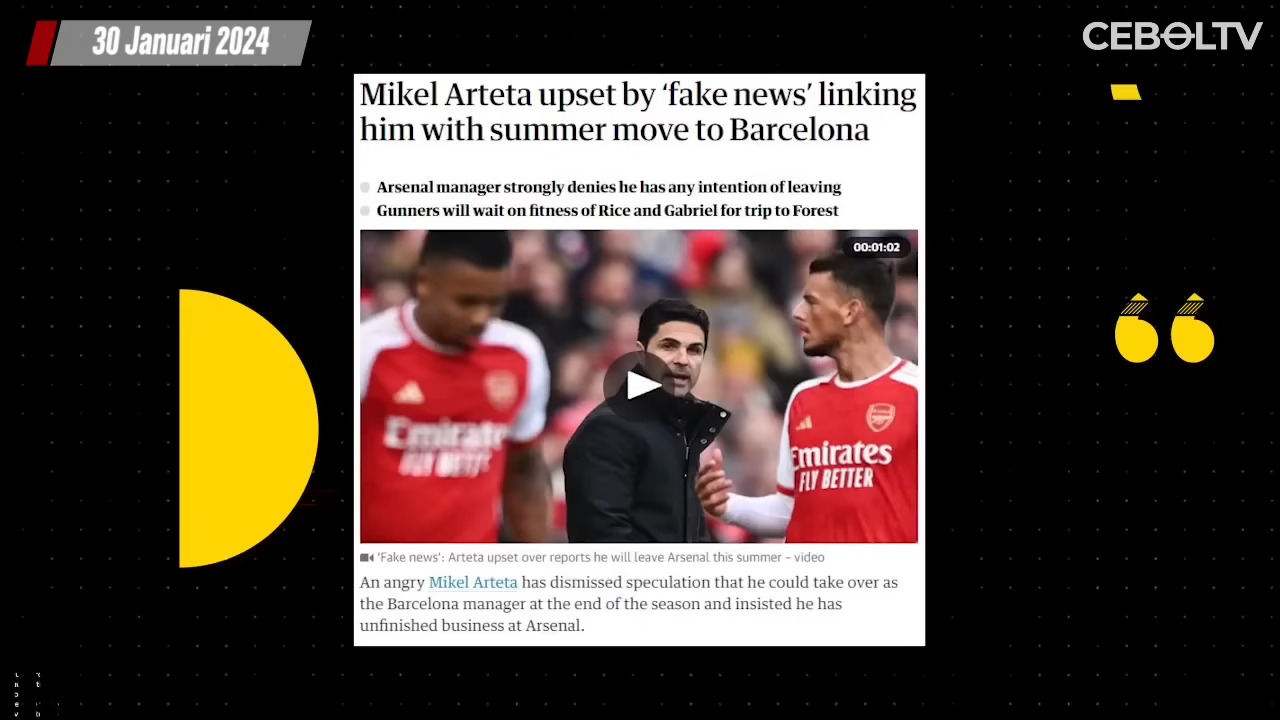 30 Januari 2024
CEBOLTV
Mikel Arteta upset by ‘fake news’ linking
him with summer move to Barcelona
Arsenal manager strongly denies he has any intention of leaving
Gunners will wait on fitness of Rice and Gabriel for trip to Forest
00:01:02
Emirates
FLY BETTER
Emirates
FLY BETTER
‘Fake news’: Arteta upset over reports he will leave Arsenal this summer – video
An angry Mikel Arteta has dismissed speculation that he could take over as
the Barcelona manager at the end of the season and insisted he has
unfinished business at Arsenal.